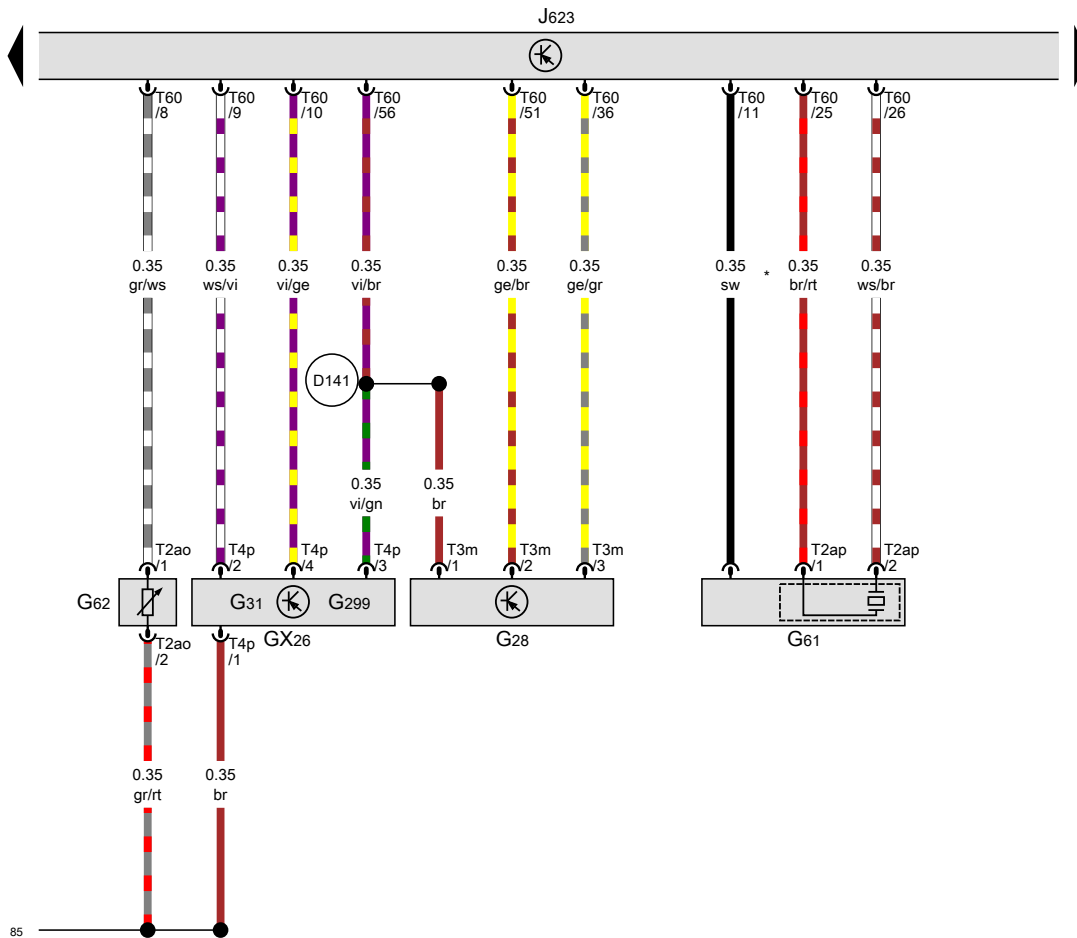 J623
T60 T60 T60 T60 T60 T60 T60 T60 T60
/8 /9 /10 /56 /51 /36 /11 /25 /26
0.35 0.35 0.35 0.35 0.35 0.35 0.35 * 0.35 0.35
gr/ws ws/vi vi/ge vi/br ge/br ge/gr sw br/rt ws/br
D141
0.35 0.35
vi/gn br
T2ao T4p T4p T4p T3m T3m T3m T2ap T2ap
/1 /2 /4 /3 /1 /2 /3 /1 /2
G62 G31 G299
GX26 G28 G61
T2ao T4p
/2 /1
0.35 0.35
gr/rt br
85